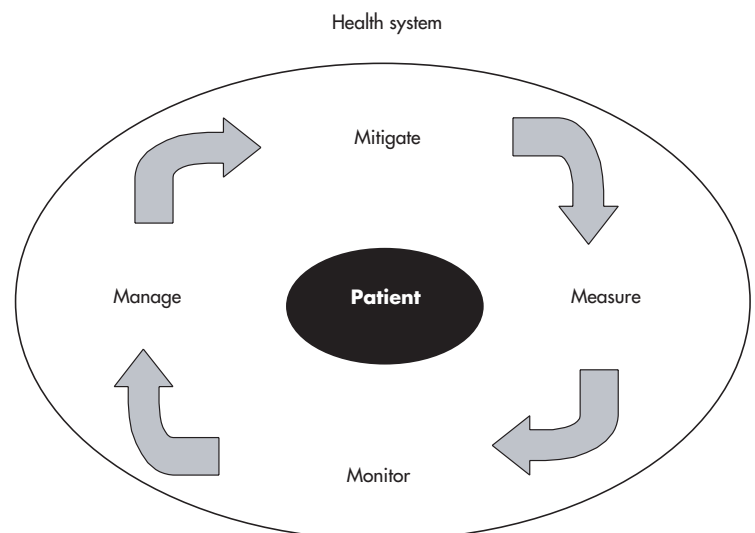 Health system
Mitigate
Manage
Patient
Measure
Monitor